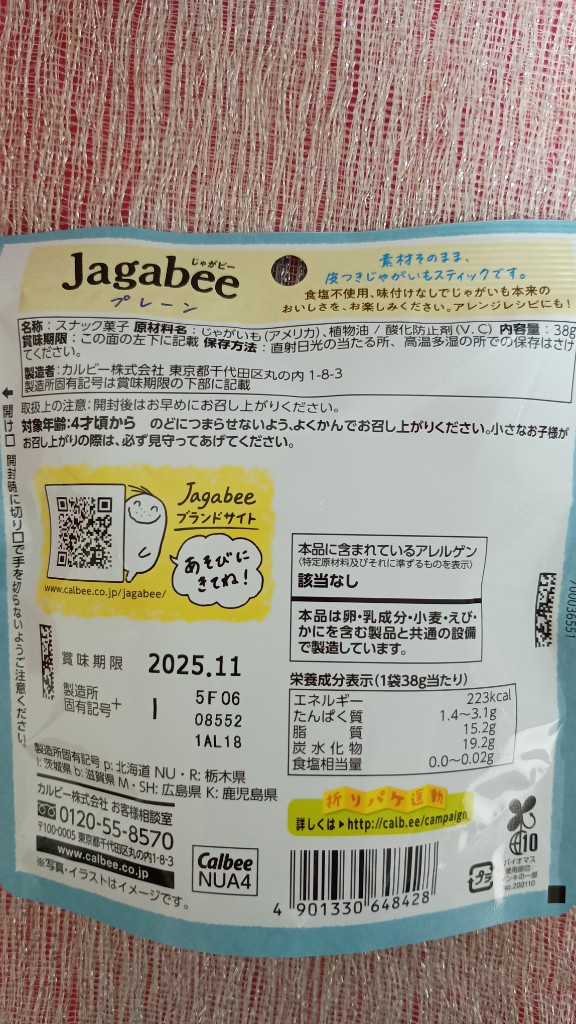 じゃがビー
Jagabee
プレーン
素材そのまま、
皮つきじゃがいもスティックです。
食塩不使用、味付けなしでじゃがいも本来の
おいしさを、お楽しみください。アレンジレシピにも!
名称:スナック菓子 原材料名:じゃがいも(アメリカ)、植物油/酸化防止剤(V.C) 内容量:38g
賞味期限:この面の左下に記載 保存方法:直射日光の当たる所、高温多湿の所での保存はさけ
てください。
製造者:カルビー株式会社 東京都千代田区丸の内1-8-3
製造所固有記号は賞味期限の下部に記載
取扱上の注意:開封後はお早めにお召し上がりください。
対象年齢:4才頃から のどにつまらせないよう、よくかんでお召し上がりください。小さなお子様が
お召し上がりの際は、必ず見守ってあげてください。
←開け口 開封時に切り口で手を切らないようご注意ください。
Jagabee
ブランドサイト
あそびに
きてね!
www.calbee.co.jp/jagabee/
本品に含まれているアレルゲン
(特定原材料及びそれに準ずるものを表示)
該当なし
本品は卵・乳成分・小麦・えび・
かにを含む製品と共通の設備
で製造しています。
700036551
賞味期限 2025.11
製造所
固有記号+ I 5F06
08552
1AL18
栄養成分表示(1袋38g当たり)
エネルギー 223kcal
たんぱく質 1.4~3.1g
脂質 15.2g
炭水化物 19.2g
食塩相当量 0.0~0.02g
製造所固有記号 p:北海道 NU・R:栃木県
I:茨城県 b:滋賀県 M・SH:広島県 K:鹿児島県
カルビー株式会社 お客様相談室
0120-55-8570
〒100-0005 東京都千代田区丸の内1-8-3
www.calbee.co.jp
※写真・イラストはイメージです。
Calbee
NUA4
折りパケ運動
詳しくは▶http://calb.ee/campaign
4 901330 648428
プラ
10
バイオマス
使用部位
インキの一部
No.200110